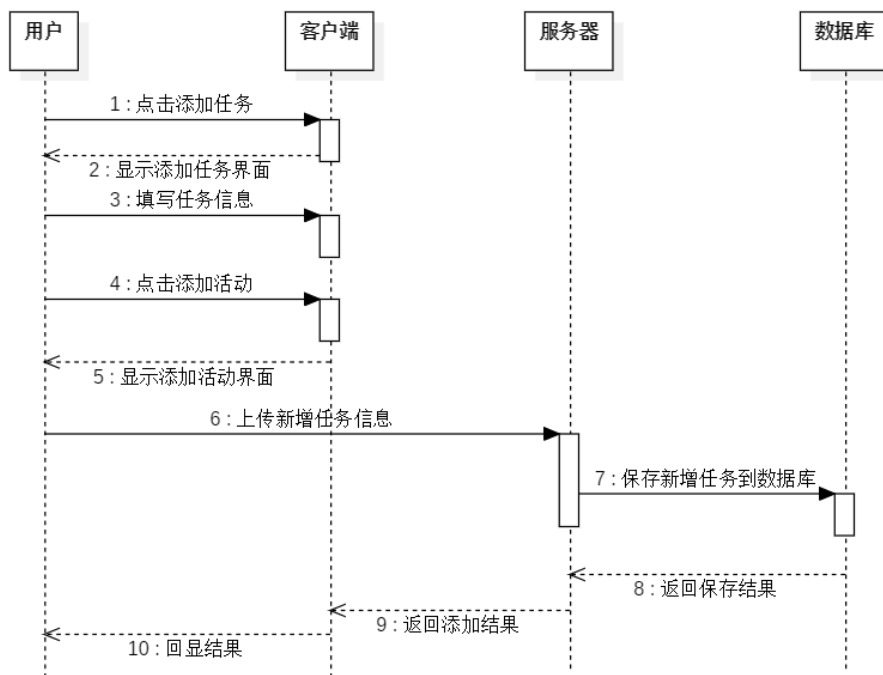 用户
客户端
服务器
数据库
1 : 点击添加任务
2 : 显示添加任务界面
3 : 填写任务信息
4 : 点击添加活动
5 : 显示添加活动界面
6 : 上传新增任务信息
7 : 保存新增任务到数据库
8 : 返回保存结果
9 : 返回添加结果
10 : 回显结果